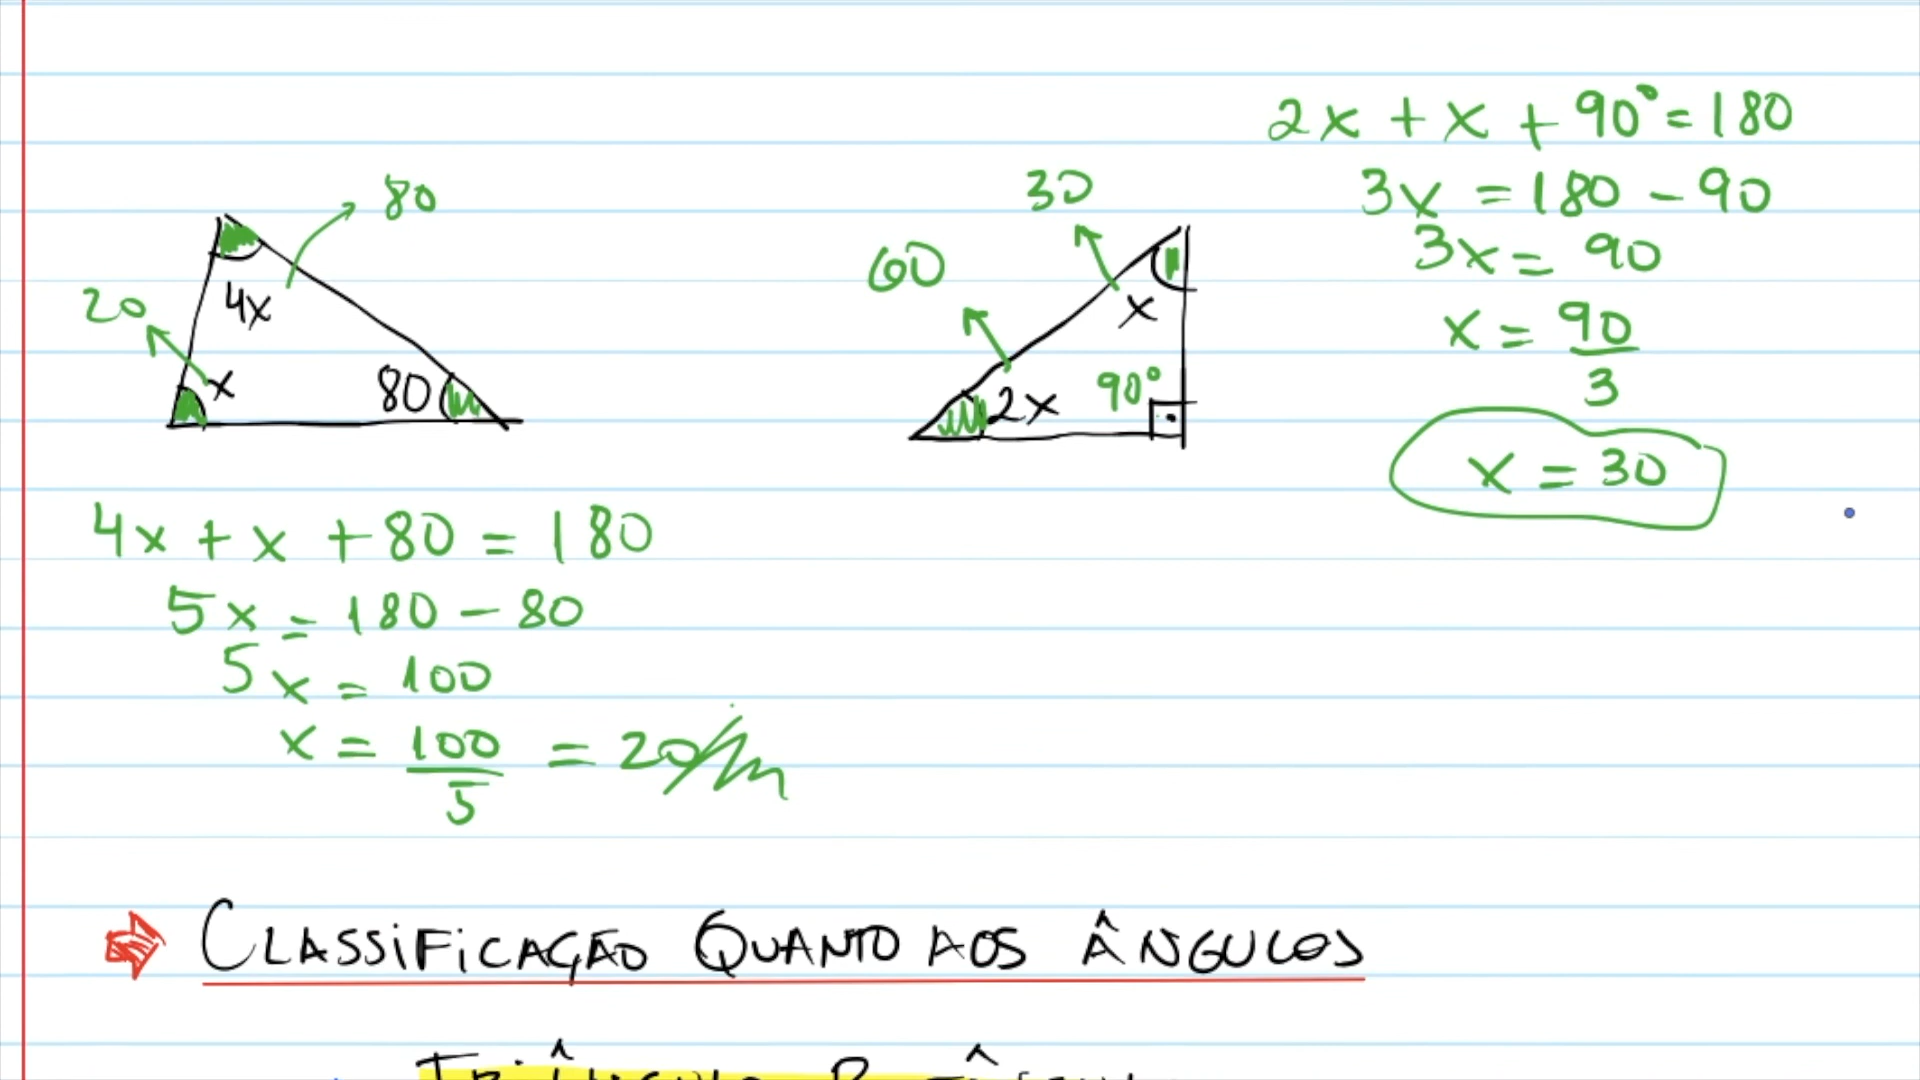 80
20
4x
x
80
4x + x + 80 = 180
5x = 180 - 80
5x = 100
x = 100/5 = 20
30
60
x
2x
90°
2x + x + 90° = 180
3x = 180 - 90
3x = 90
x = 90/3
x = 30
CLASSIFICAÇÃO QUANTO AOS ÂNGULOS